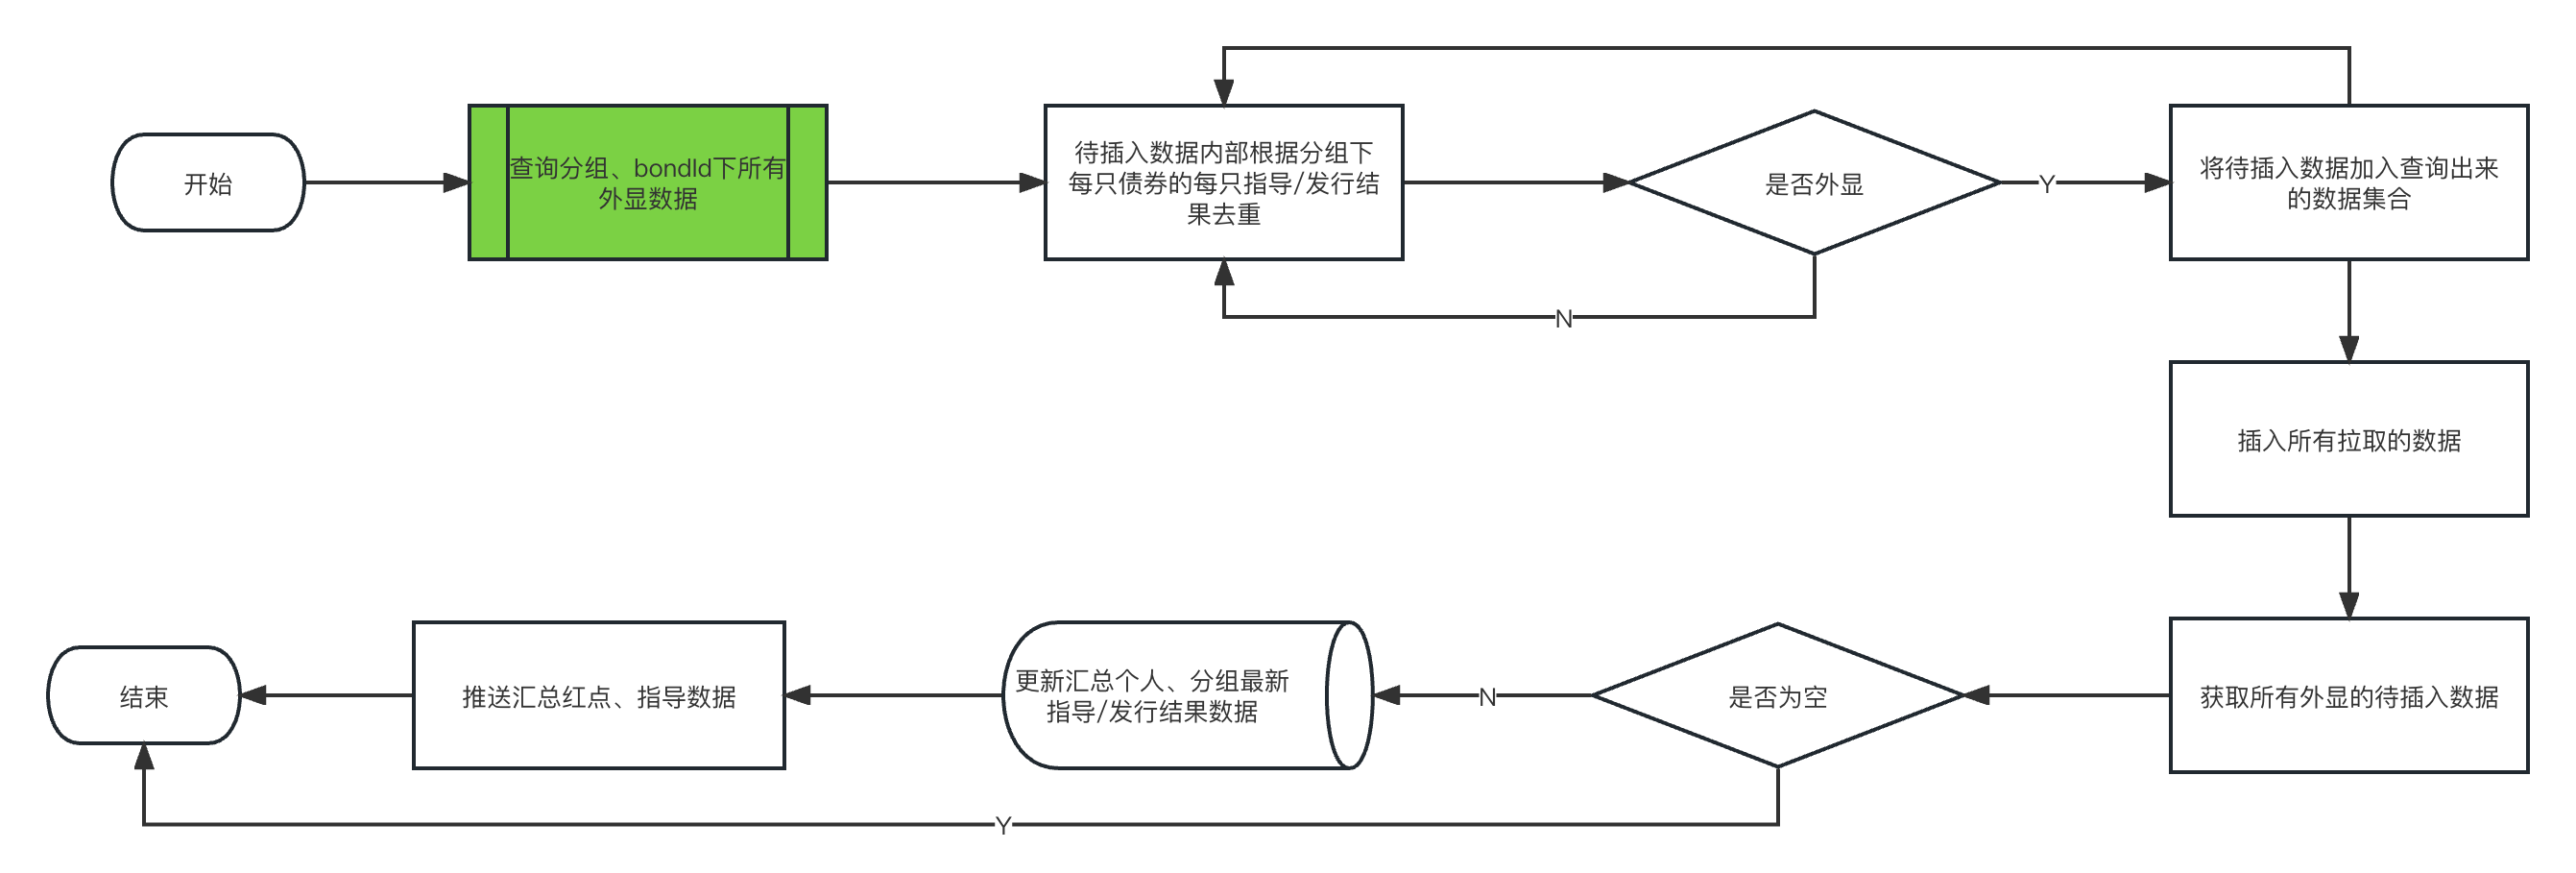 开始
查询分组、bondId下所有
外显数据
待插入数据内部根据分组下
每只债券的每只指导/发行结
果去重
是否外显
Y
将待插入数据加入查询出来
的数据集合
N
插入所有拉取的数据
获取所有外显的待插入数据
是否为空
N
更新汇总个人、分组最新
指导/发行结果数据
推送汇总红点、指导数据
结束
Y